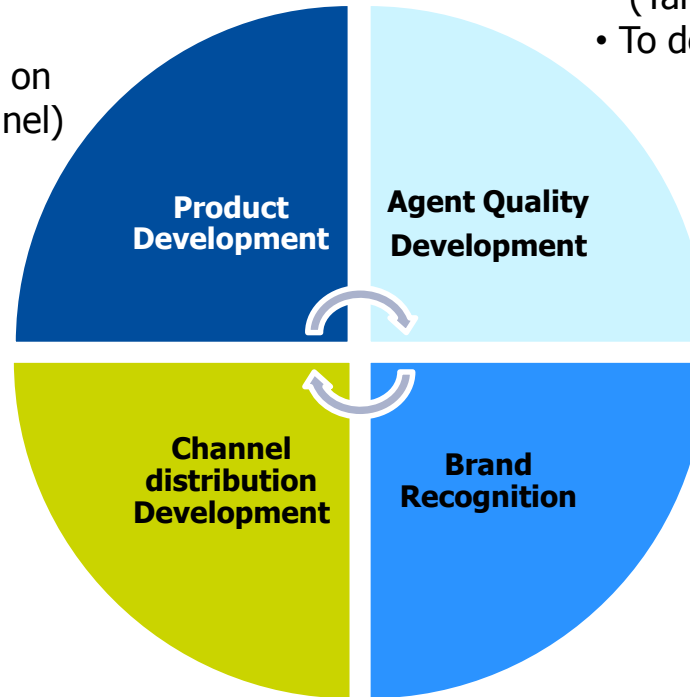 on
nel)
• To de
Product
Development
Agent Quality
Development
Channel
distribution
Development
Brand
Recognition